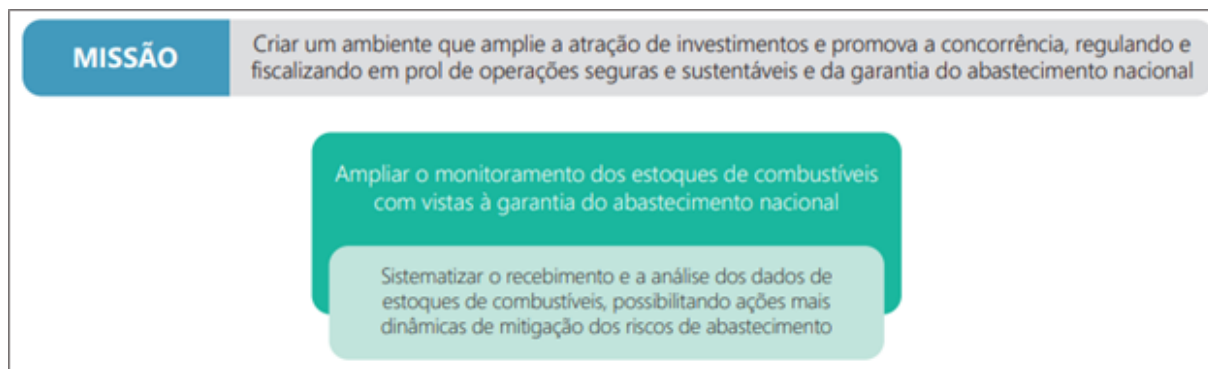 MISSÃO
Criar um ambiente que amplie a atração de investimentos e promova a concorrência, regulando e
fiscalizando em prol de operações seguras e sustentáveis e da garantia do abastecimento nacional
Ampliar o monitoramento dos estoques de combustíveis
com vistas à garantia do abastecimento nacional
Sistematizar o recebimento e a análise dos dados de
estoques de combustíveis, possibilitando ações mais
dinâmicas de mitigação dos riscos de abastecimento